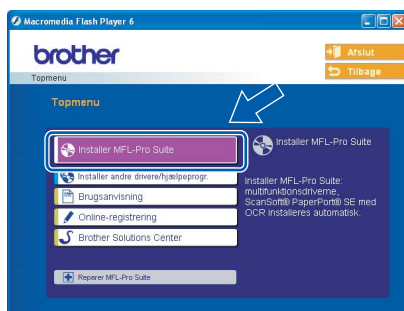 Macromedia Flash Player 6
brother
Afslut
Tilbage
Topmenu
Topmenu
Installer MFL-Pro Suite
Installer andre drivere/hjælpeprogr.
Brugsanvisning
Online-registrering
Brother Solutions Center
Reparer MFL-Pro Suite
Installer MFL-Pro Suite
Installer MFL-Pro Suite:
multifunktionsdriverne,
ScanSoft® PaperPort® SE med
OCR installeres automatisk.